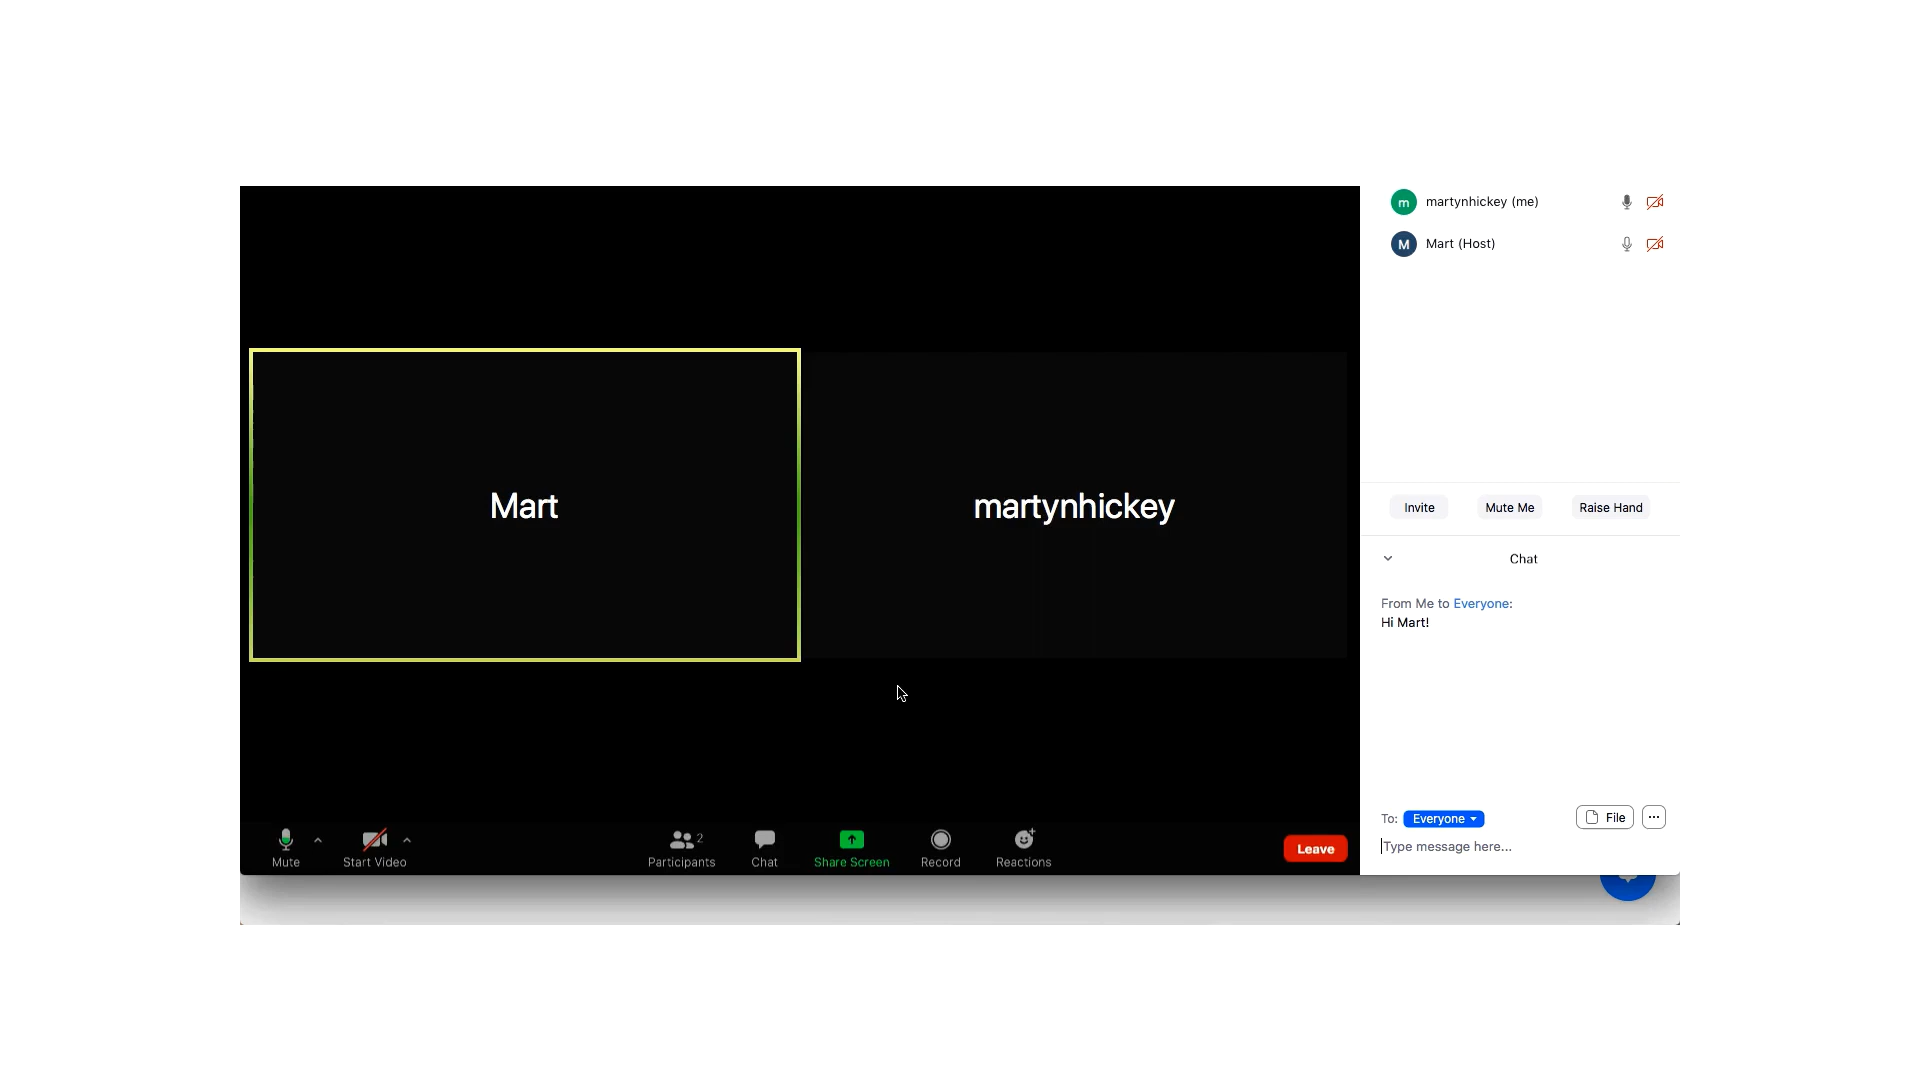 m martynhickey (me)
M Mart (Host)
Mart
martynhickey
Invite Mute Me Raise Hand
Chat
From Me to Everyone:
Hi Mart!
To: Everyone File
Type message here...
2
Mute Start Video Participants Chat Share Screen Record Reactions Leave